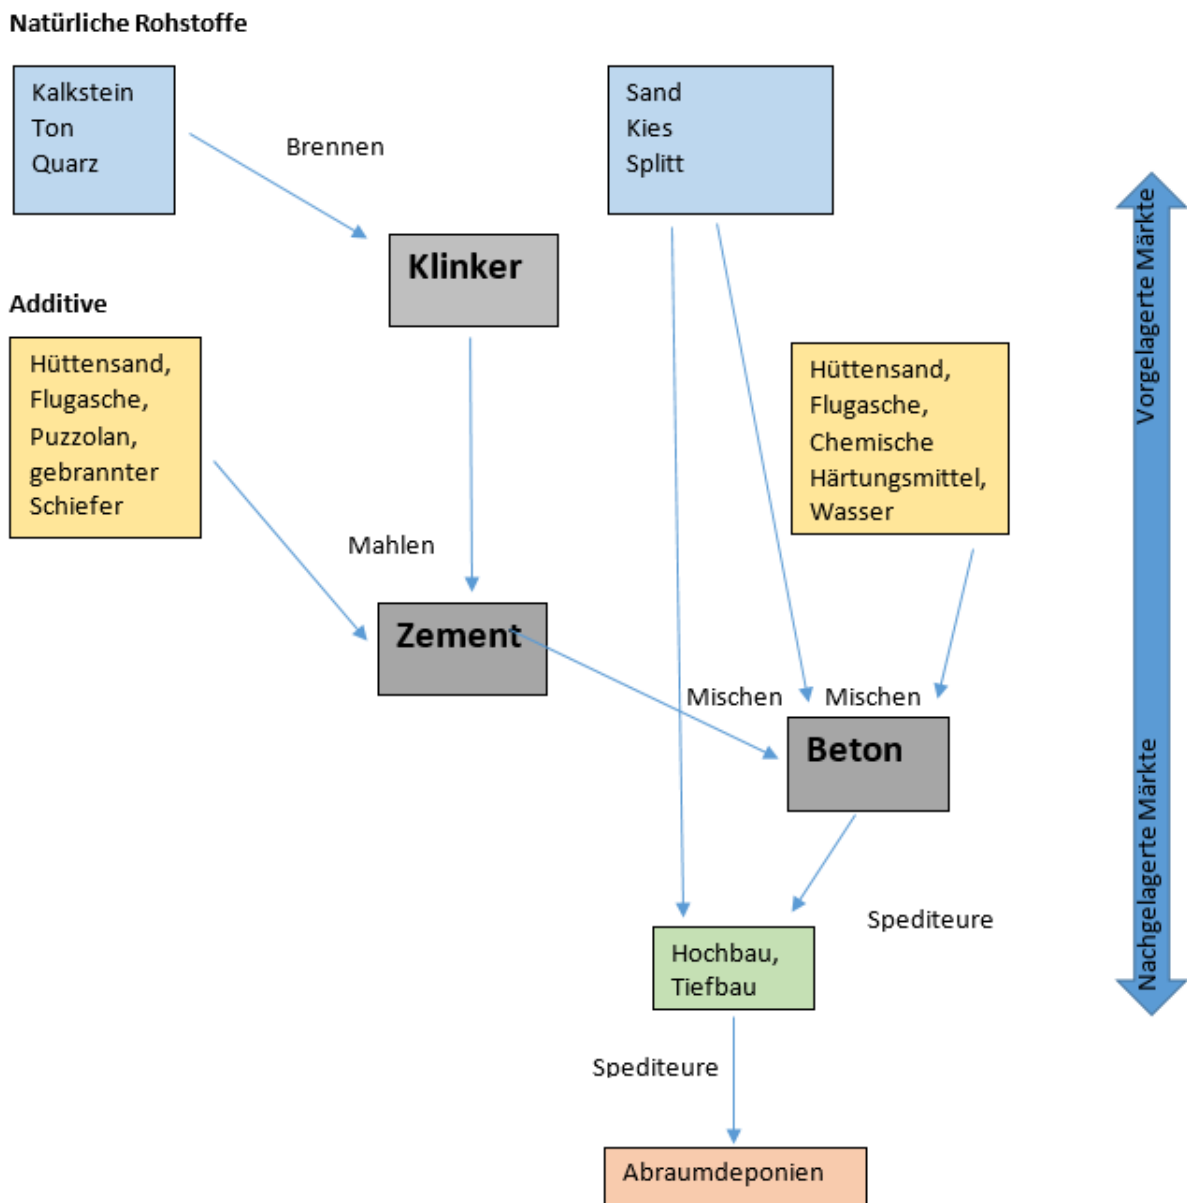 Natürliche Rohstoffe
Kalkstein
Ton
Quarz
Brennen
Sand
Kies
Splitt
Klinker
Additive
Hüttensand,
Flugasche,
Puzzolan,
gebrannter
Schiefer
Hüttensand,
Flugasche,
Chemische
Härtungsmittel,
Wasser
Mahlen
Zement
Mischen
Mischen
Beton
Spediteure
Hochbau,
Tiefbau
Spediteure
Abraumdeponien
Vorgelagerte Märkte
Nachgelagerte Märkte